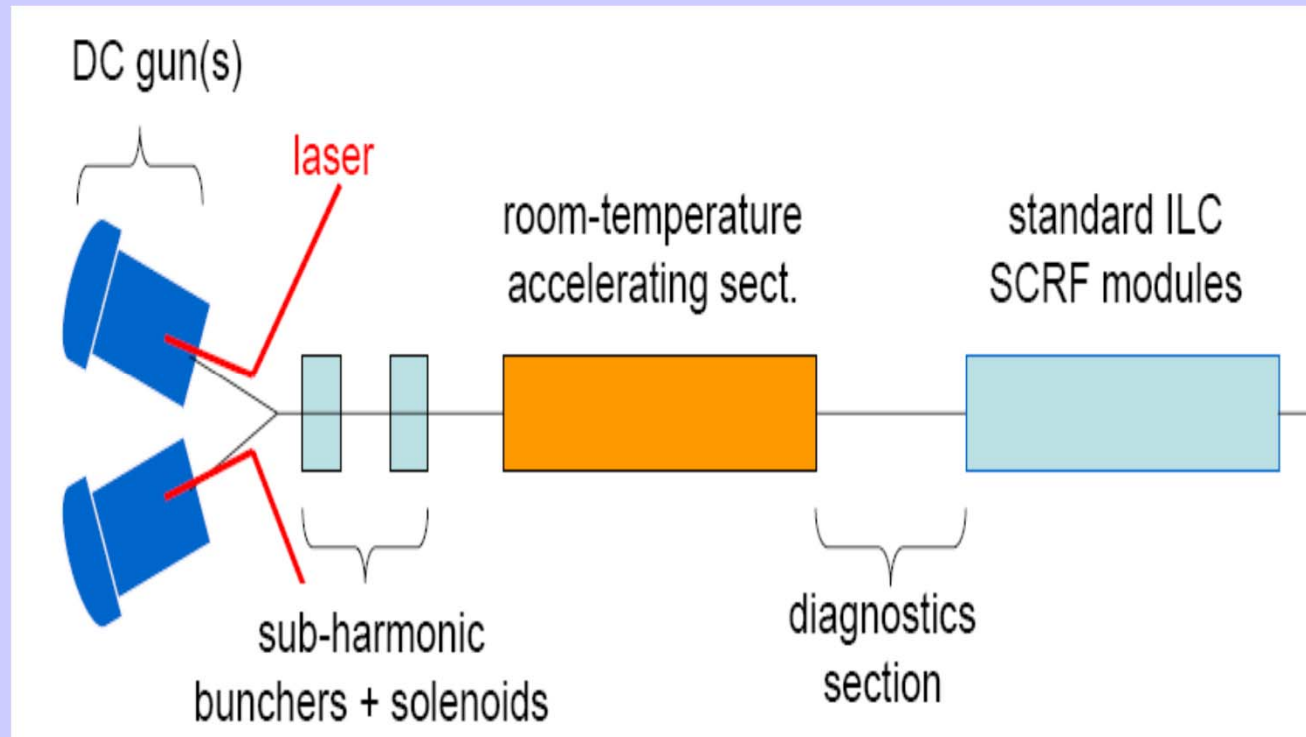 DC gun(s)
laser
room-temperature
accelerating sect.
standard ILC
SCRF modules
sub-harmonic
bunchers + solenoids
diagnostics
section